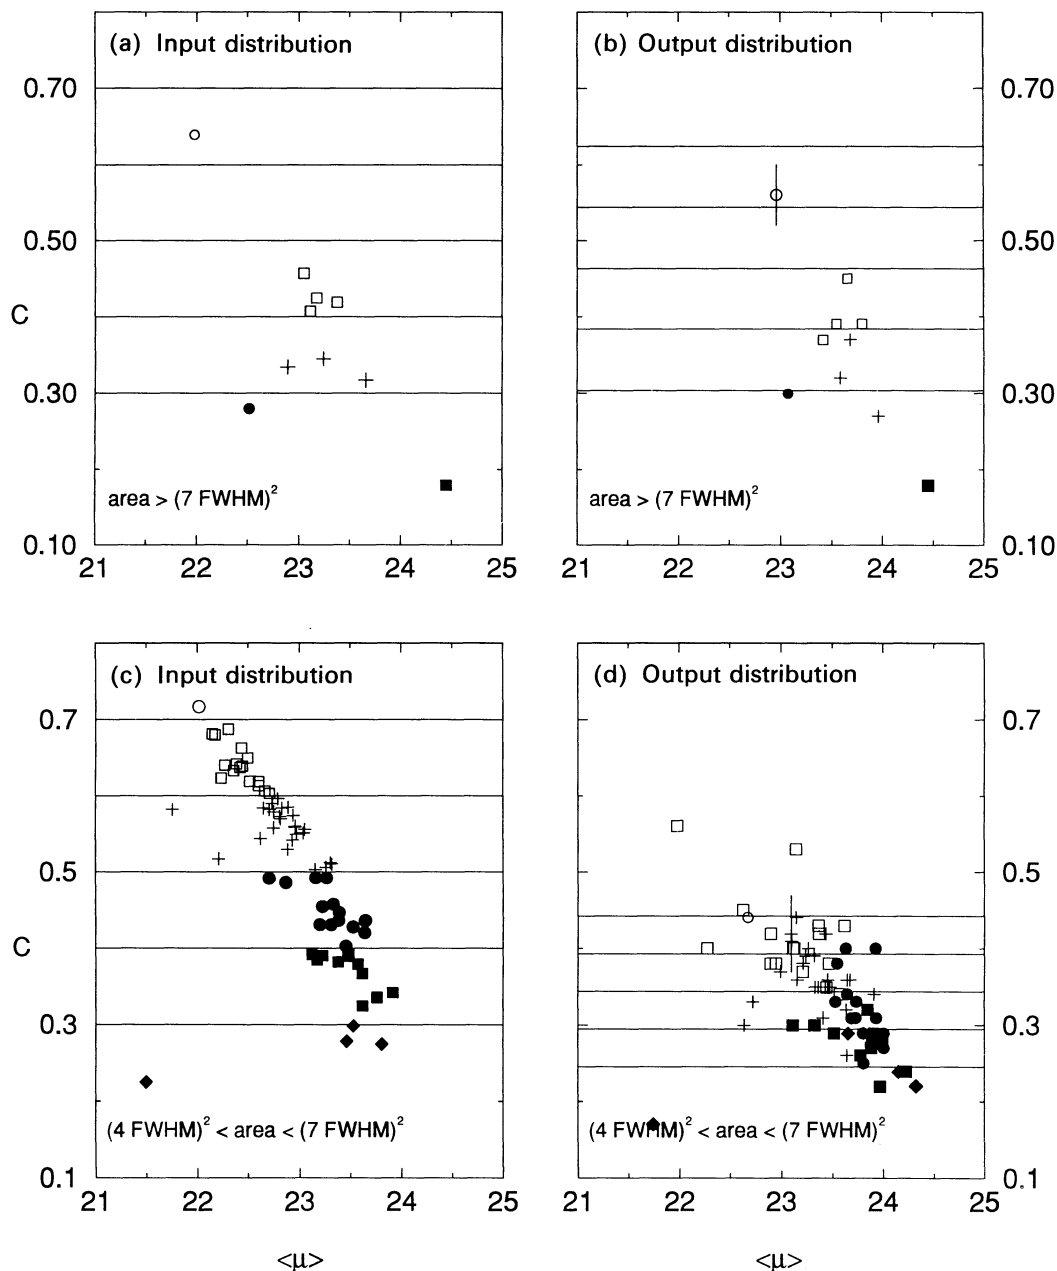 (a) Input distribution
(b) Output distribution
0.70
0.50
C
0.30
0.10
area > (7 FWHM)²
area > (7 FWHM)²
0.70
0.50
0.30
0.10
21 22 23 24 25
21 22 23 24 25
(c) Input distribution
(d) Output distribution
0.7
0.5
C
0.3
0.1
(4 FWHM)² < area < (7 FWHM)²
(4 FWHM)² < area < (7 FWHM)²
0.7
0.5
0.3
0.1
21 22 23 24 25
21 22 23 24 25
<μ>
<μ>